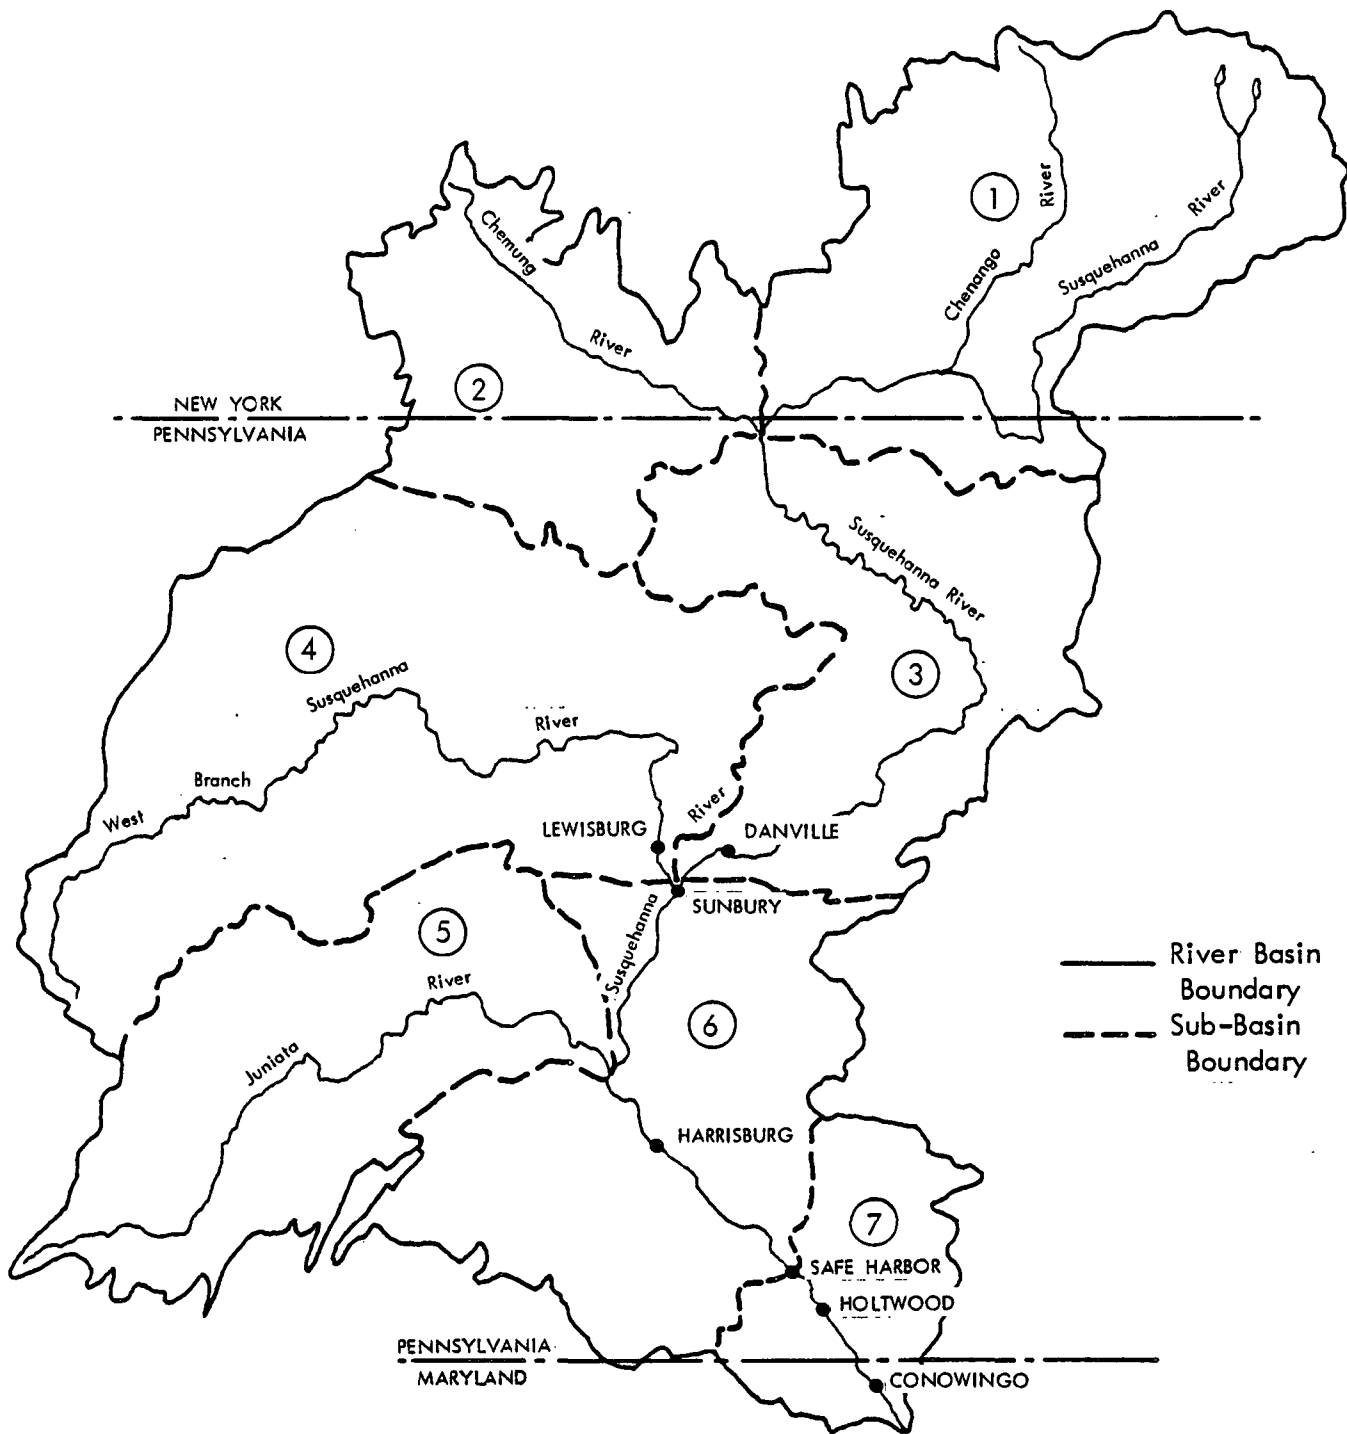 1
River
Chenango
Susquehanna
River
Chemung
River
2
NEW YORK
PENNSYLVANIA
Susquehanna River
3
4
West
Branch
Susquehanna
River
River
LEWISBURG
DANVILLE
SUNBURY
Susquehanna
5
Juniata
River
6
River Basin
Boundary
Sub-Basin
Boundary
HARRISBURG
7
SAFE HARBOR
HOLTWOOD
PENNSYLVANIA
MARYLAND
CONOWINGO